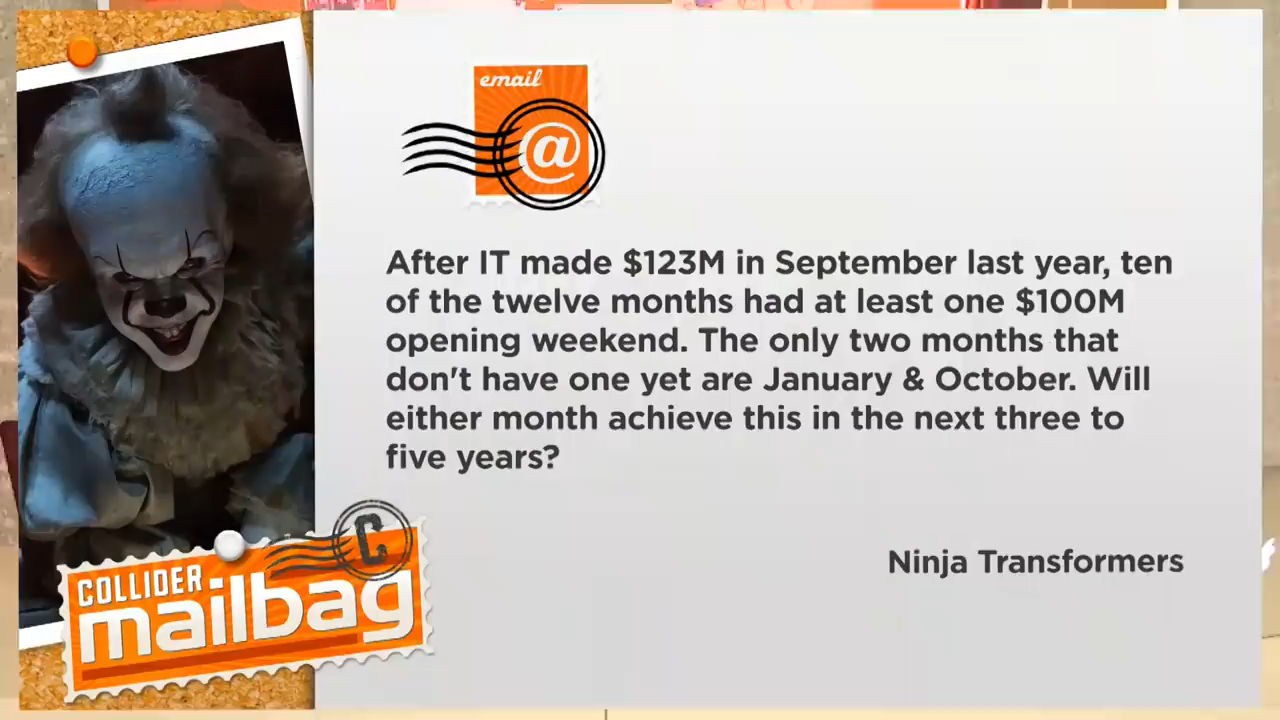 email
@
After IT made $123M in September last year, ten
of the twelve months had at least one $100M
opening weekend. The only two months that
don't have one yet are January & October. Will
either month achieve this in the next three to
five years?
Ninja Transformers
C
COLLIDER
mailbag